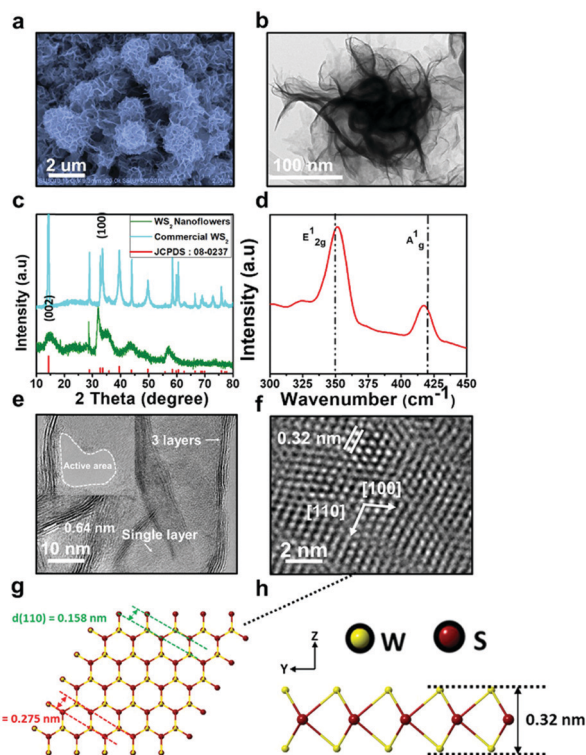 a
b
2 um
100 nm
c
d
Intensity (a.u)
(002)
(100)
WS2 Nanoflowers
Commercial WS2
JCPDS : 08-0237
10 20 30 40 50 60 70 80
2 Theta (degree)
Intensity (a.u)
E12g
A1g
300 350 400 450
Wavenumber (cm-1)
e
f
Active area
3 layers
0.64 nm
Single layer
10 nm
0.32 nm
[100]
[110]
2 nm
g
h
d(110) = 0.158 nm
= 0.275 nm
W
S
Z
Y
0.32 nm